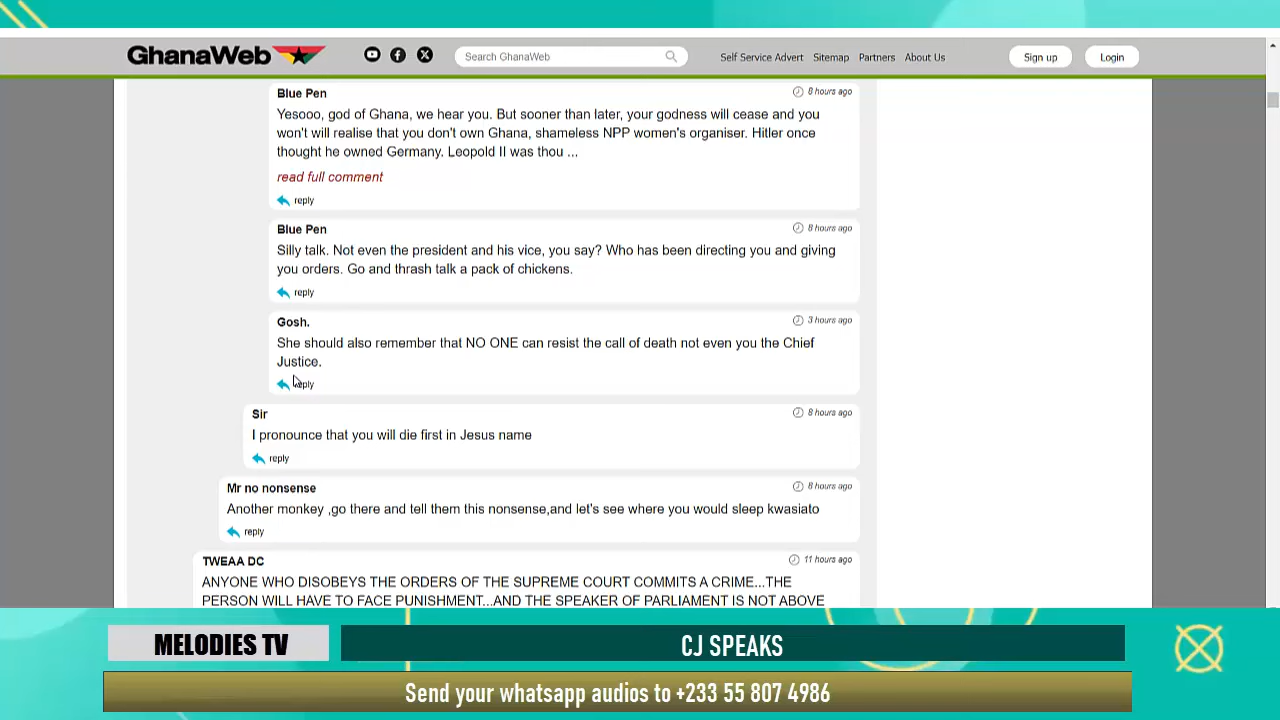 GhanaWeb
Search GhanaWeb
Self Service Advert Sitemap Partners About Us
Sign up
Login
Blue Pen
8 hours ago
Yesooo, god of Ghana, we hear you. But sooner than later, your godness will cease and you
won't will realise that you don't own Ghana, shameless NPP women's organiser. Hitler once
thought he owned Germany. Leopold II was thou ...
read full comment
reply
Blue Pen
8 hours ago
Silly talk. Not even the president and his vice, you say? Who has been directing you and giving
you orders. Go and thrash talk a pack of chickens.
reply
Gosh.
3 hours ago
She should also remember that NO ONE can resist the call of death not even you the Chief
Justice.
reply
Sir
8 hours ago
I pronounce that you will die first in Jesus name
reply
Mr no nonsense
8 hours ago
Another monkey ,go there and tell them this nonsense,and let's see where you would sleep kwasiato
reply
TWEAA DC
11 hours ago
ANYONE WHO DISOBEYS THE ORDERS OF THE SUPREME COURT COMMITS A CRIME...THE
PERSON WILL HAVE TO FACE PUNISHMENT...AND THE SPEAKER OF PARLIAMENT IS NOT ABOVE
MELODIES TV
CJ SPEAKS
Send your whatsapp audios to +233 55 807 4986